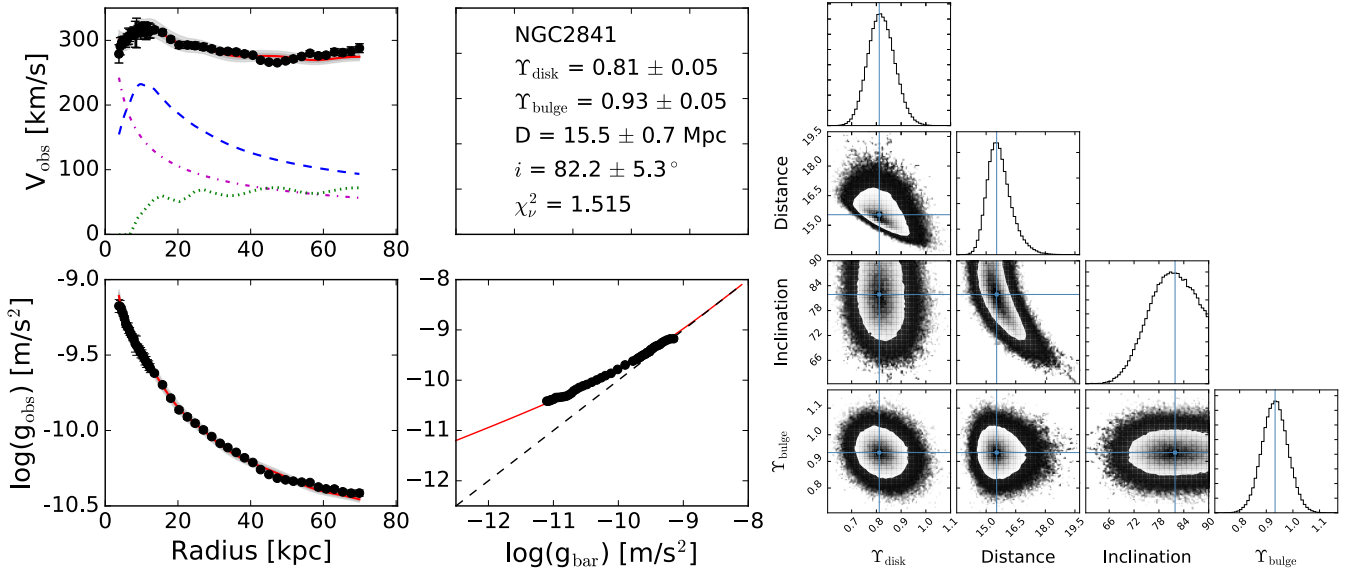 V_obs [km/s]
300
200
100
0
0 10 20 30 40 50 60 70 80
NGC2841
ϒ_disk = 0.81 ± 0.05
ϒ_bulge = 0.93 ± 0.05
D = 15.5 ± 0.7 Mpc
i = 82.2 ± 5.3°
χ²_ν = 1.515
log(g_obs) [m/s²]
-9.0
-9.5
-10.0
-10.5
0 20 40 60 80
Radius [kpc]
−8
−9
−10
−11
−12
−12 −11 −10 −9 −8
log(g_bar) [m/s²]
Distance
19.5
18.0
16.5
15.0
Inclination
90
84
78
72
66
ϒ_bulge
1.1
1.0
0.9
0.8
0.7 0.8 0.9 1.0 1.1
ϒ_disk
15.0 16.5 18.0 19.5
Distance
66 72 78 84 90
Inclination
0.8 0.9 1.0 1.1
ϒ_bulge